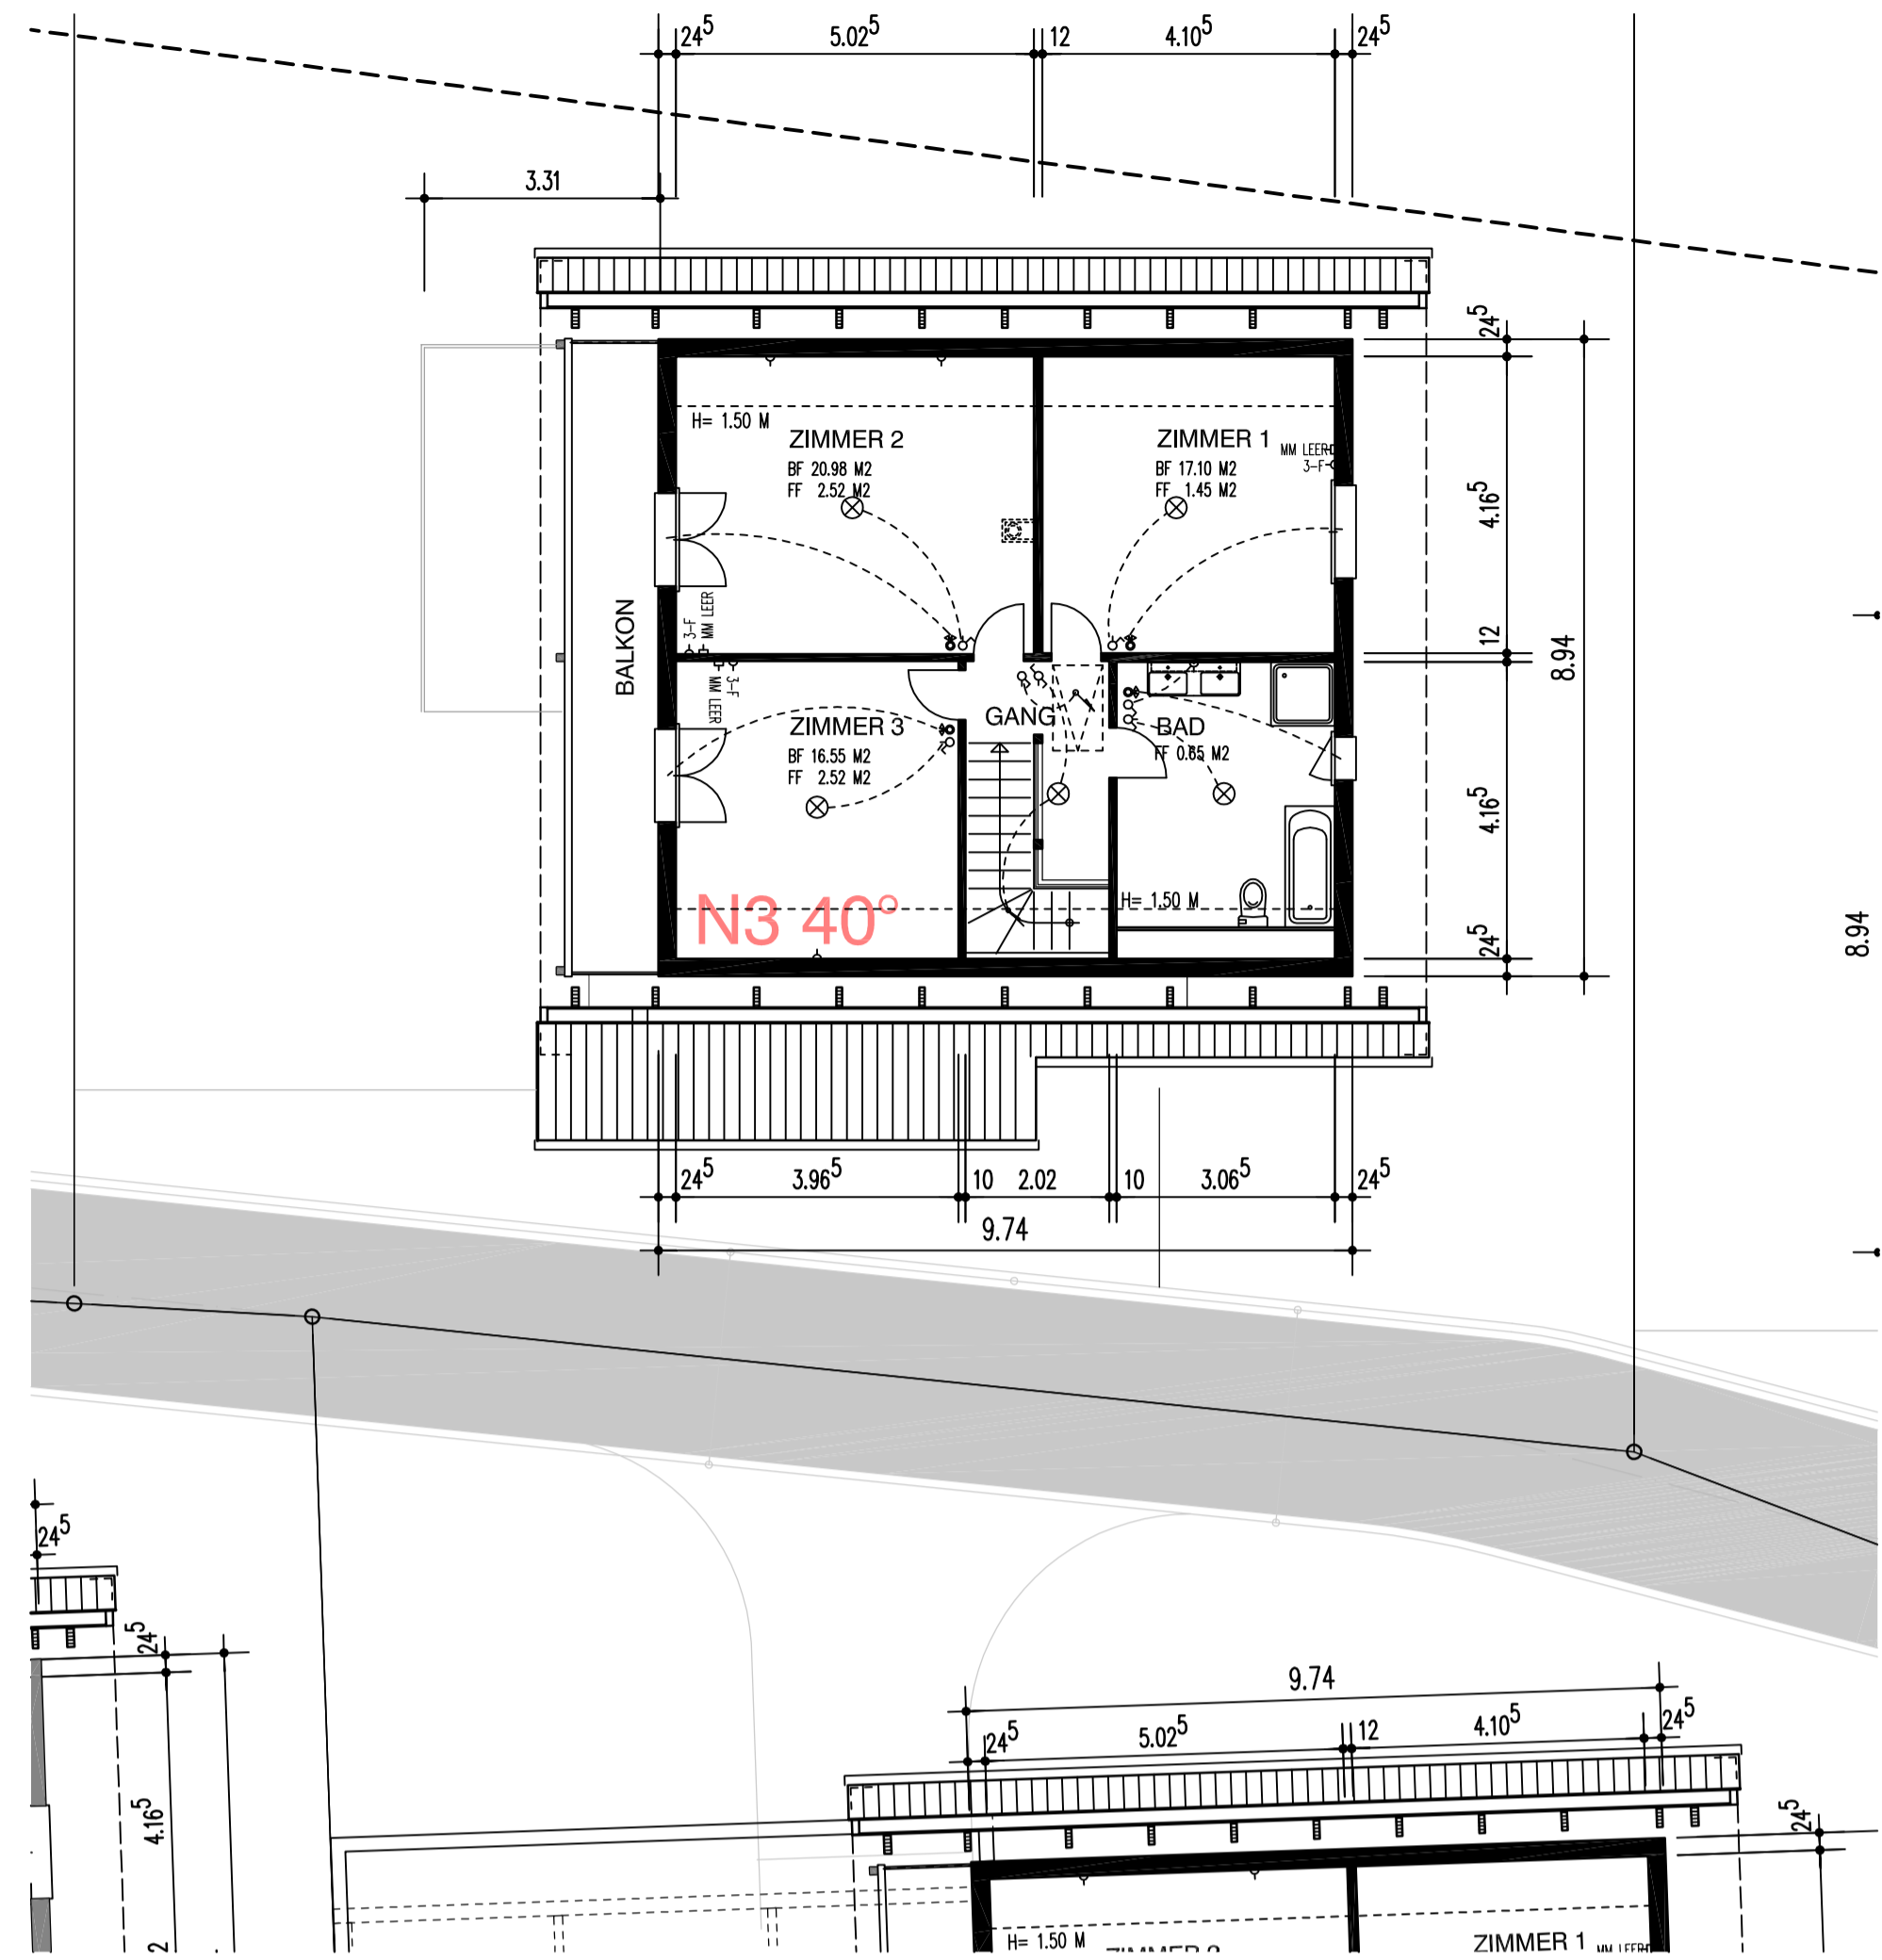 24⁵ 5.02⁵ 12 4.10⁵ 24⁵
3.31
24⁵
H= 1.50 M
ZIMMER 2
BF 20.98 M2
FF 2.52 M2
ZIMMER 1
BF 17.10 M2
FF 1.45 M2
MM LEER
3-F
4.16⁵
BALKON
3-F
MM LEER
12
8.94
MM LEER
3-F
ZIMMER 3
BF 16.55 M2
FF 2.52 M2
GANG
BAD
FF 0.65 M2
4.16⁵
N3 40°
H= 1.50 M
24⁵
8.94
24⁵ 3.96⁵ 10 2.02 10 3.06⁵ 24⁵
9.74
24⁵
24⁵
4.16⁵
2
9.74
24⁵ 5.02⁵ 12 4.10⁵ 24⁵
24⁵
H= 1.50 M
ZIMMER 2
ZIMMER 1
MM LEER